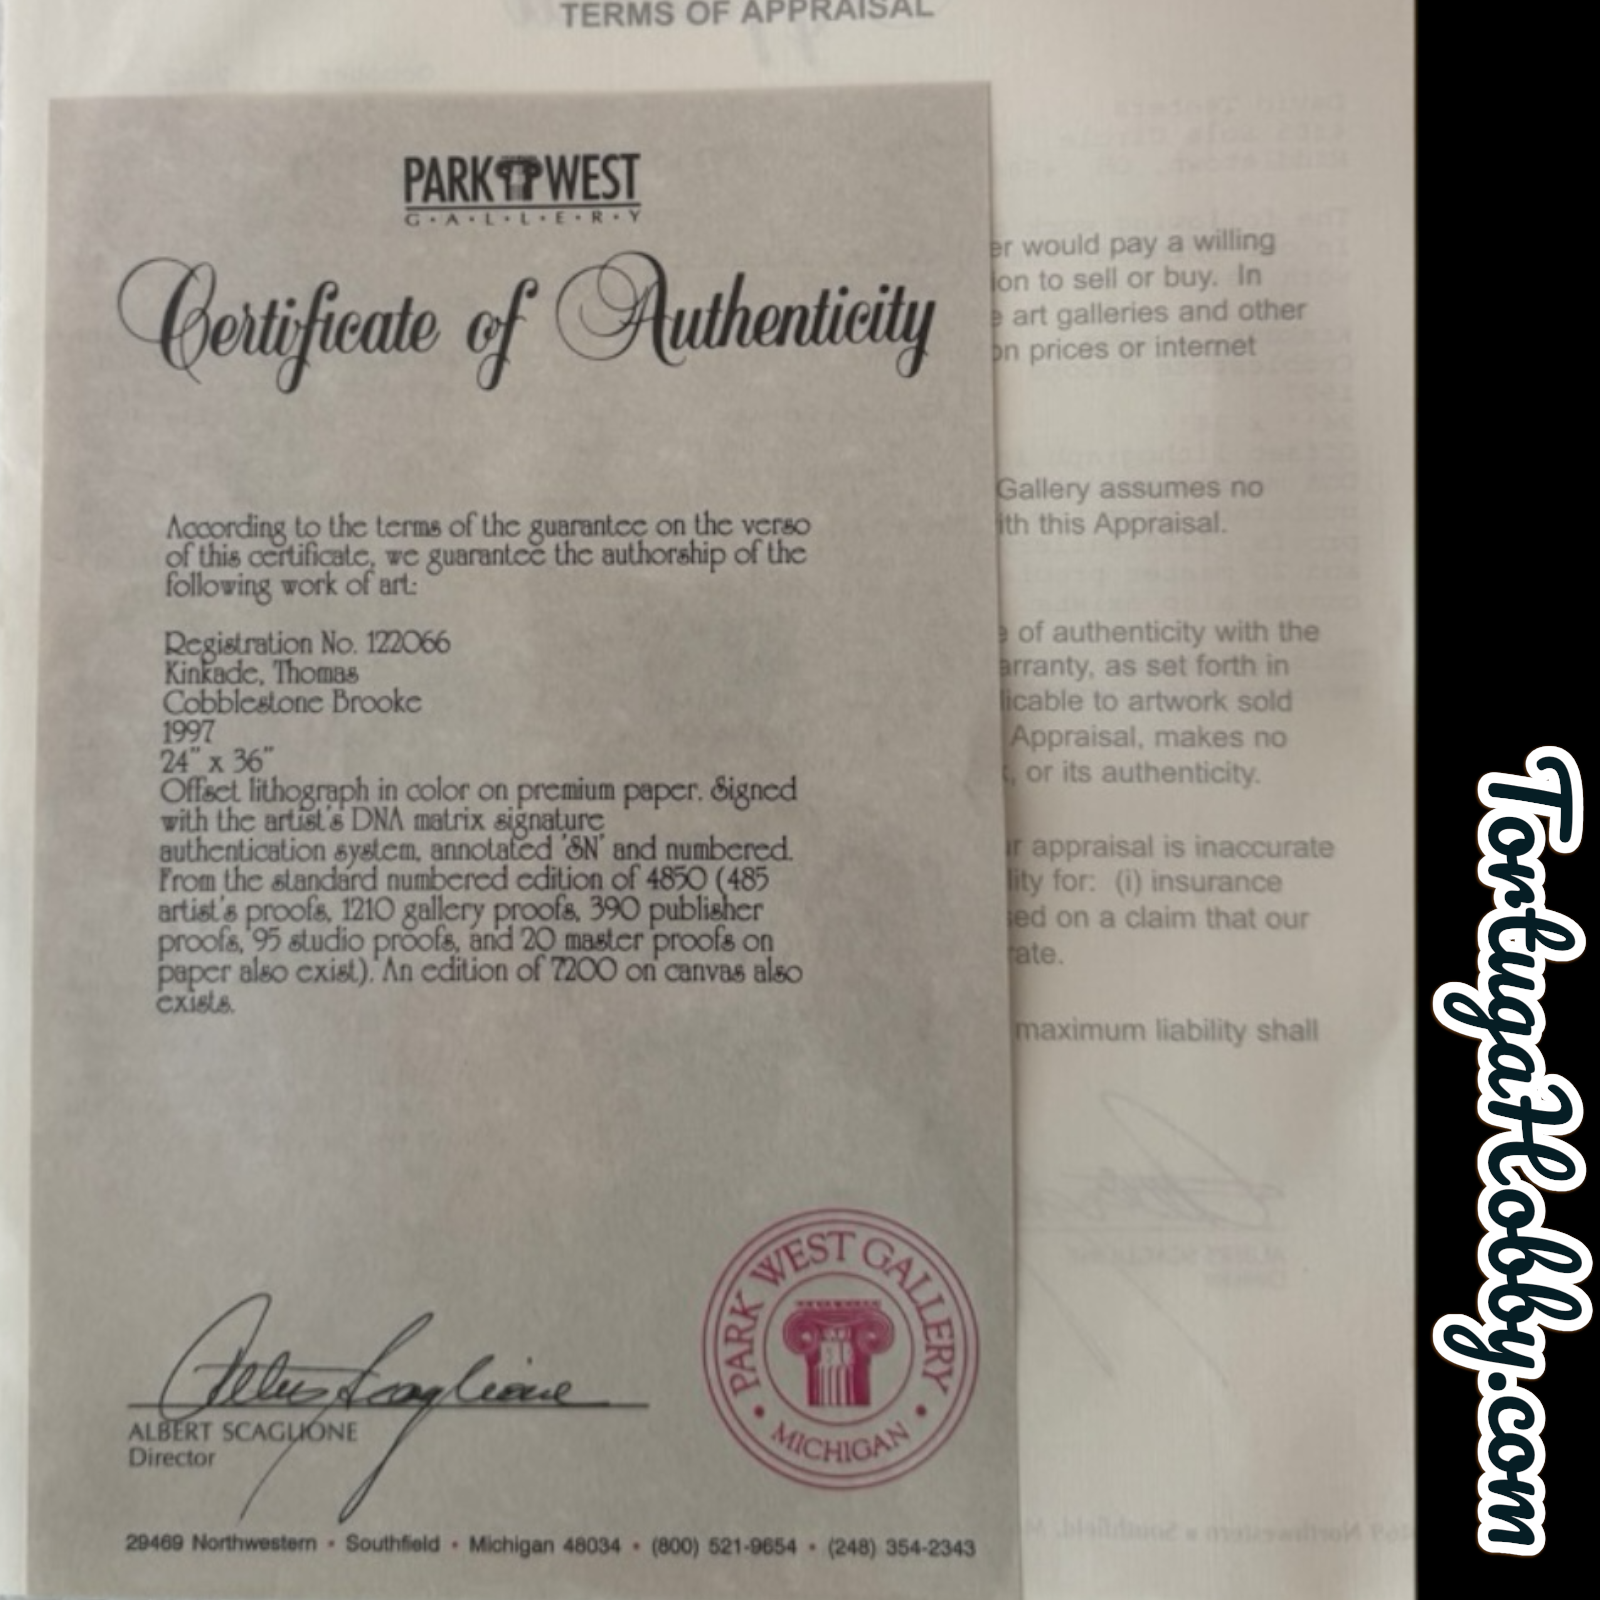 TERMS OF APPRAISAL
PARK WEST
G·A·L·L·E·R·Y
Certificate of Authenticity
According to the terms of the guarantee on the verso
of this certificate, we guarantee the authorship of the
following work of art:
Registration No. 122066
Kinkade, Thomas
Cobblestone Brooke
1997
24" x 36"
Offset lithograph in color on premium paper. Signed
with the artist's DNA matrix signature
authentication system, annotated 'SN' and numbered.
From the standard numbered edition of 4850 (485
artist's proofs, 1210 gallery proofs, 390 publisher
proofs, 95 studio proofs, and 20 master proofs on
paper also exist). An edition of 7200 on canvas also
exists.
Albert Scaglione
ALBERT SCAGLIONE
Director
PARK WEST GALLERY
• MICHIGAN •
29469 Northwestern • Southfield • Michigan 48034 • (800) 521-9654 • (248) 354-2343
er would pay a willing
on to sell or buy. In
e art galleries and other
on prices or internet
Gallery assumes no
ith this Appraisal.
e of authenticity with the
arranty, as set forth in
licable to artwork sold
Appraisal, makes no
, or its authenticity.
ur appraisal is inaccurate
lity for: (i) insurance
sed on a claim that our
rate.
maximum liability shall
TortugaHobby.com